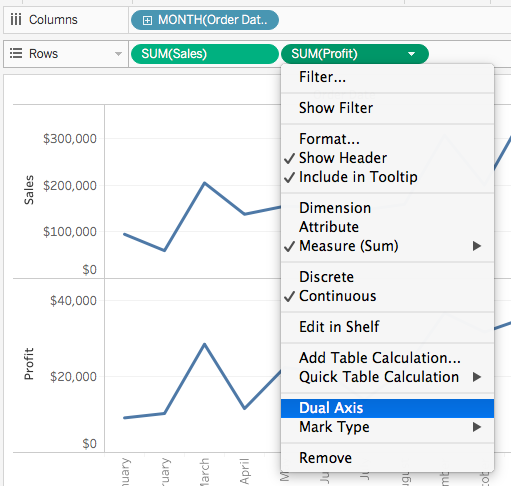 Columns
MONTH(Order Dat..
Rows
SUM(Sales)
SUM(Profit)
Filter...
Show Filter
Format...
Show Header
Include in Tooltip
Dimension
Attribute
Measure (Sum)
Discrete
Continuous
Edit in Shelf
Add Table Calculation...
Quick Table Calculation
Dual Axis
Mark Type
Remove
Sales
$300,000
$200,000
$100,000
$0
Profit
$40,000
$20,000
$0
March
April